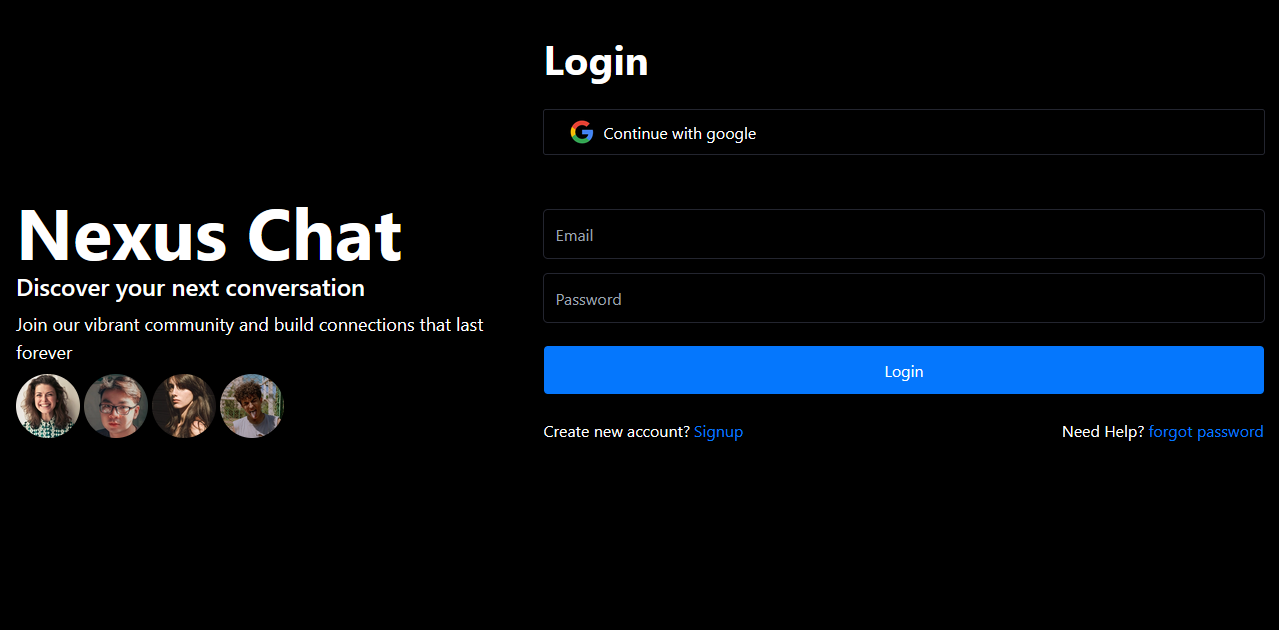 Nexus Chat
Discover your next conversation
Join our vibrant community and build connections that last
forever
Login
Continue with google
Email
Password
Login
Create new account? Signup
Need Help? forgot password